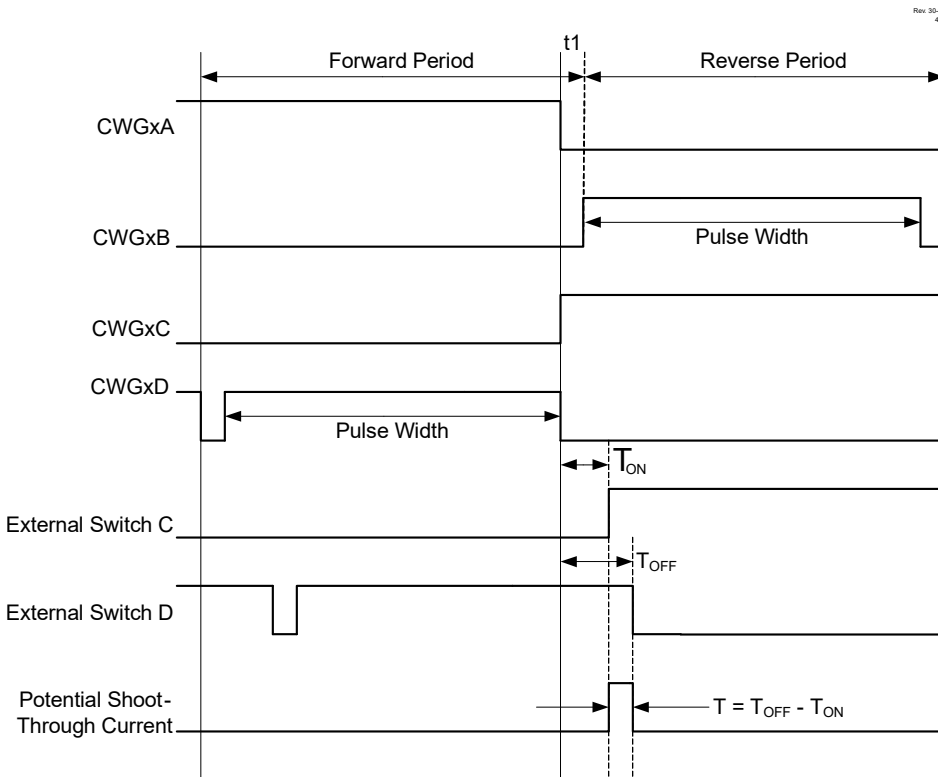 Rev. 30-
4
t1
Forward Period
Reverse Period
CWGxA
CWGxB
Pulse Width
CWGxC
CWGxD
Pulse Width
TON
External Switch C
TOFF
External Switch D
Potential Shoot-
Through Current
T = TOFF - TON